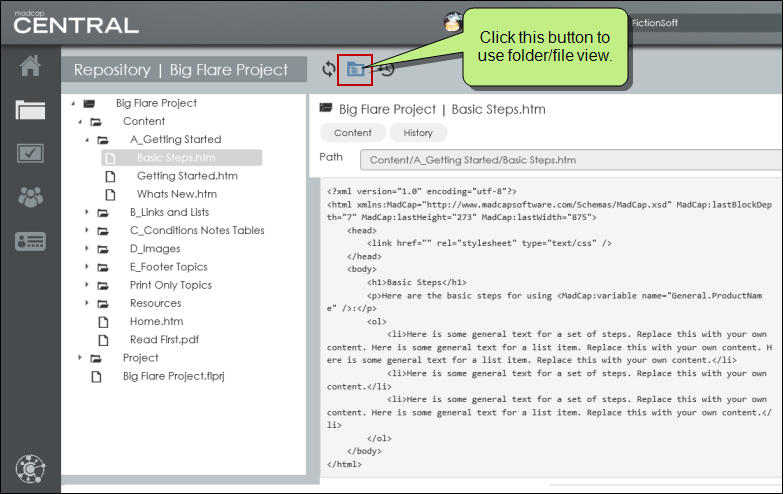 madcap
CENTRAL
FictionSoft
Click this button to
use folder/file view.
Repository | Big Flare Project
Big Flare Project
Content
A_Getting Started
Basic Steps.htm
Getting Started.htm
Whats New.htm
B_Links and Lists
C_Conditions Notes Tables
D_Images
E_Footer Topics
Print Only Topics
Resources
Home.htm
Read First.pdf
Project
Big Flare Project.flprj
Big Flare Project | Basic Steps.htm
Content History
Path Content/A_Getting Started/Basic Steps.htm
<?xml version="1.0" encoding="utf-8"?>
<html xmlns:MadCap="http://www.madcapsoftware.com/Schemas/MadCap.xsd" MadCap:lastBlockDep
th="7" MadCap:lastHeight="273" MadCap:lastWidth="875">
<head>
<link href="" rel="stylesheet" type="text/css" />
</head>
<body>
<h1>Basic Steps</h1>
<p>Here are the basic steps for using <MadCap:variable name="General.ProductNam
e" />:</p>
<ol>
<li>Here is some general text for a set of steps. Replace this with your own
content. Here is some general text for a list item. Replace this with your own content. H
ere is some general text for a list item. Replace this with your own content.</li>
<li>Here is some general text for a set of steps. Replace this with your own
content.</li>
<li>Here is some general text for a set of steps. Replace this with your own
content. Here is some general text for a list item. Replace this with your own content.</
li>
</ol>
</body>
</html>